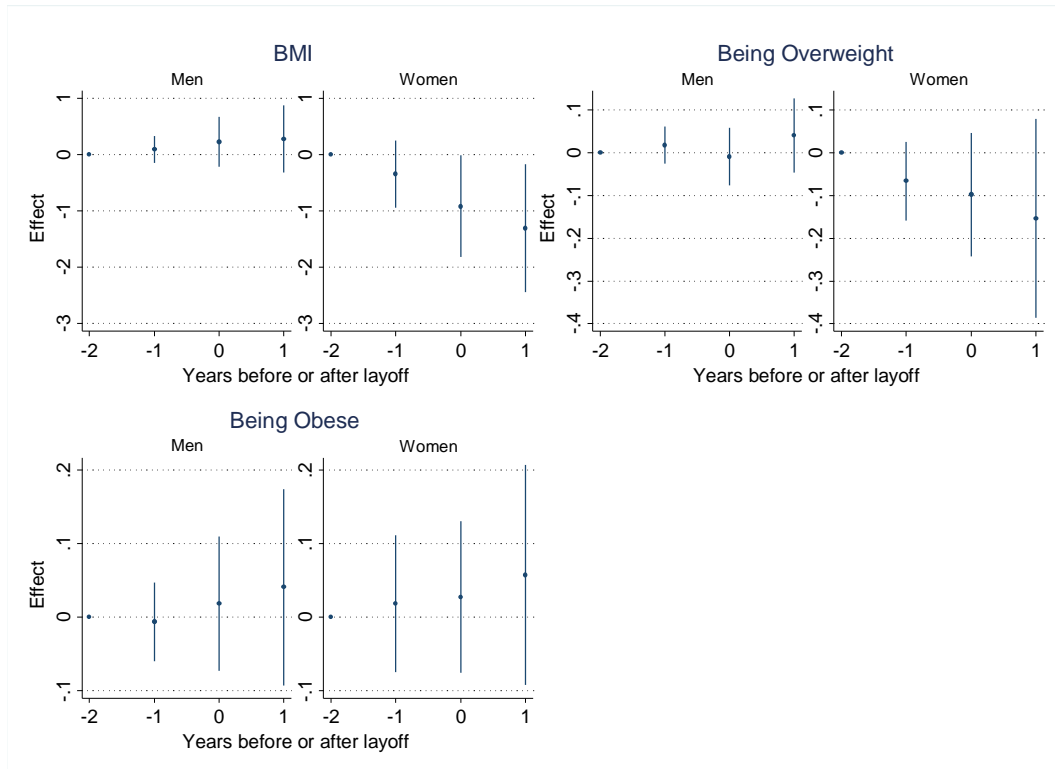 BMI
Men
Women
Effect
1
0
-1
-2
-3
-2 -1 0 1
1
0
-1
-2
-3
-2 -1 0 1
Years before or after layoff
Being Overweight
Men
Women
Effect
.1
0
-.1
-.2
-.3
-.4
-2 -1 0 1
.1
0
-.1
-.2
-.3
-.4
-2 -1 0 1
Years before or after layoff
Being Obese
Men
Women
Effect
.2
.1
0
-.1
-2 -1 0 1
.2
.1
0
-.1
-2 -1 0 1
Years before or after layoff